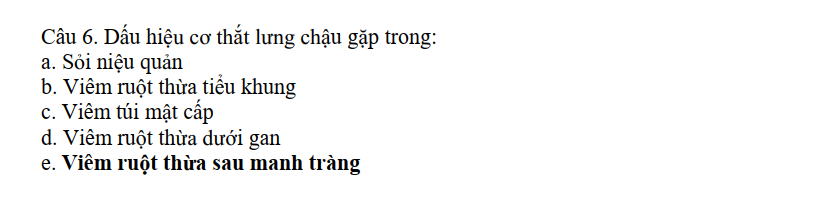 Câu 6. Dấu hiệu cơ thắt lưng chậu gặp trong:
a. Sỏi niệu quản
b. Viêm ruột thừa tiểu khung
c. Viêm túi mật cấp
d. Viêm ruột thừa dưới gan
e. Viêm ruột thừa sau manh tràng